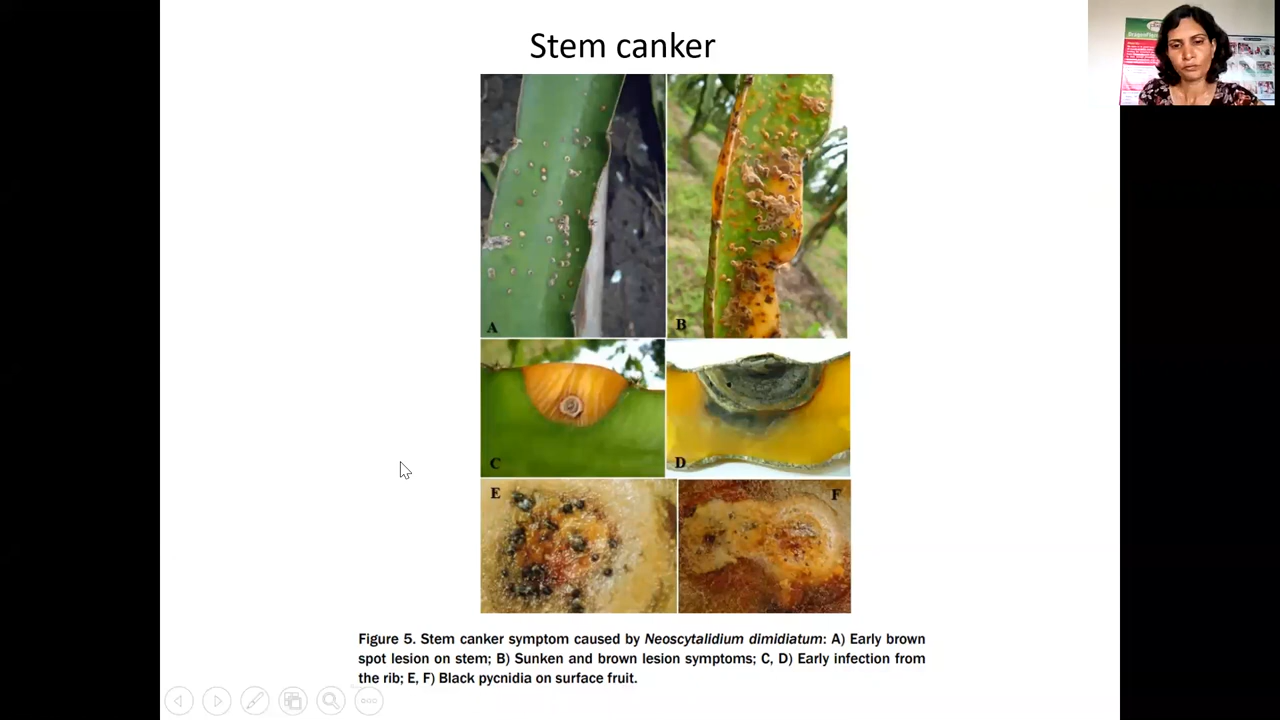 Stem canker
A
B
C
D
E
F
Figure 5. Stem canker symptom caused by Neoscytalidium dimidiatum: A) Early brown
spot lesion on stem; B) Sunken and brown lesion symptoms; C, D) Early infection from
the rib; E, F) Black pycnidia on surface fruit.